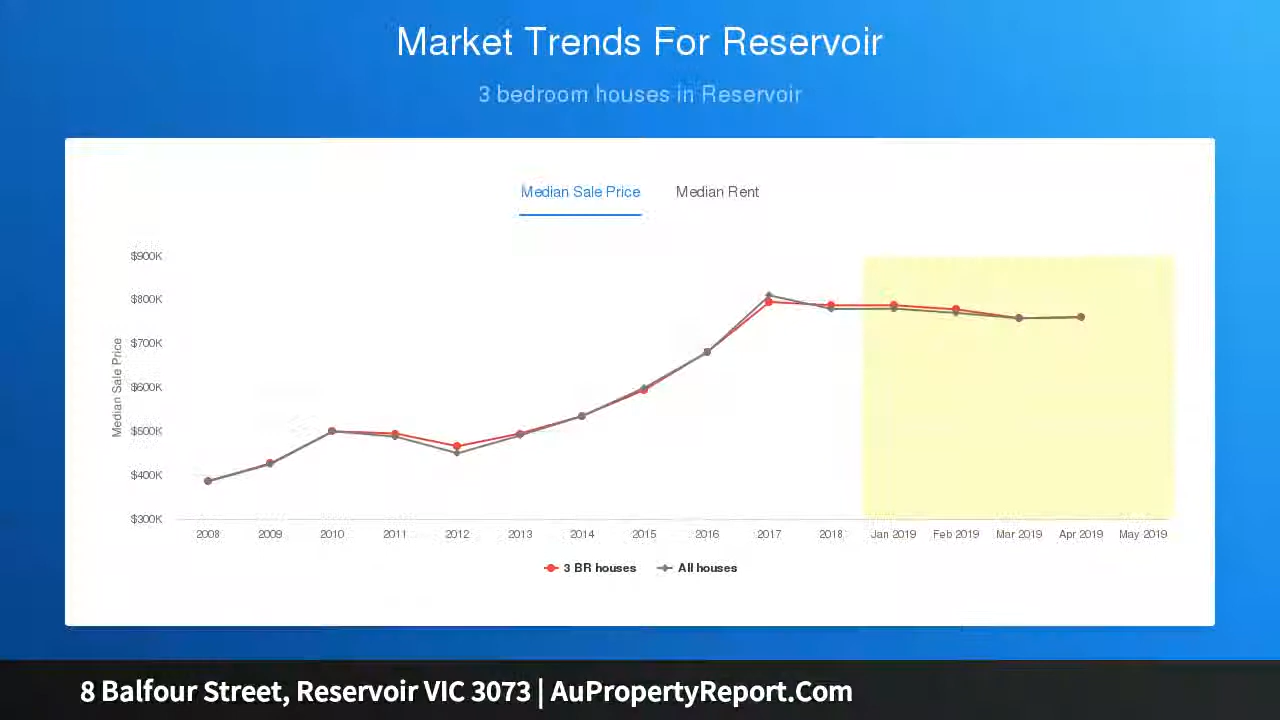 Market Trends For Reservoir
3 bedroom houses in Reservoir
Median Sale Price Median Rent
Median Sale Price
$900K
$800K
$700K
$600K
$500K
$400K
$300K
2008 2009 2010 2011 2012 2013 2014 2015 2016 2017 2018 Jan 2019 Feb 2019 Mar 2019 Apr 2019 May 2019
3 BR houses All houses
8 Balfour Street, Reservoir VIC 3073 | AuPropertyReport.Com